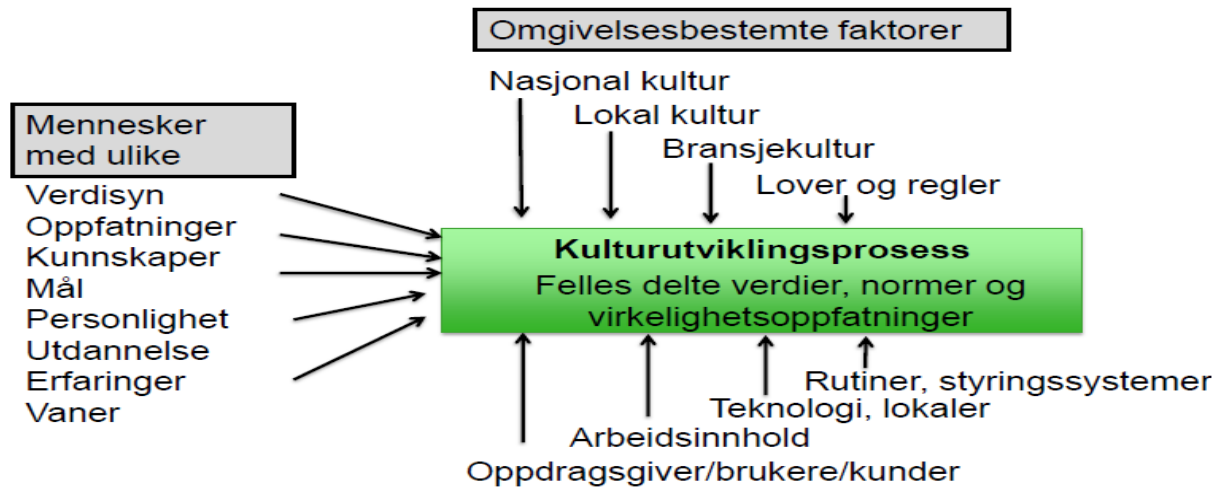 Omgivelsesbestemte faktorer
Nasjonal kultur
Lokal kultur
Bransjekultur
Lover og regler
Mennesker
med ulike
Verdisyn
Oppfatninger
Kunnskaper
Mål
Personlighet
Utdannelse
Erfaringer
Vaner
Kulturutviklingsprosess
Felles delte verdier, normer og
virkelighetsoppfatninger
Rutiner, styringssystemer
Teknologi, lokaler
Arbeidsinnhold
Oppdragsgiver/brukere/kunder